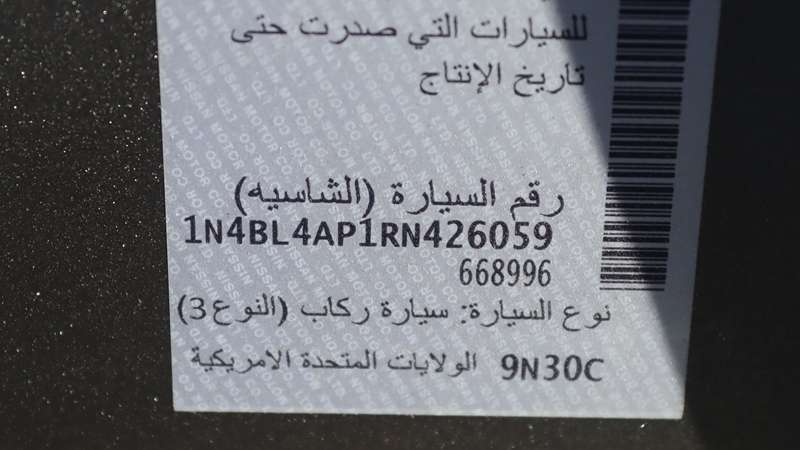 للسيارات التي صدرت حتى
تاريخ الإنتاج
رقم السيارة (الشاسيه)
1N4BL4AP1RN426059
668996
نوع السيارة: سيارة ركاب (النوع 3)
9N30C الولايات المتحدة الامريكية